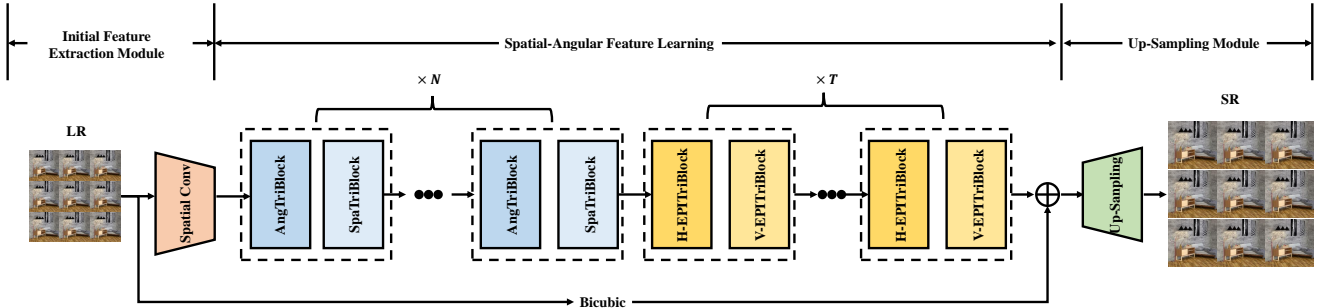 Initial Feature
Extraction Module
Spatial-Angular Feature Learning
Up-Sampling Module
× N
× T
LR
SR
Spatial Conv
AngTriBlock
SpaTriBlock
AngTriBlock
SpaTriBlock
H-EPITriBlock
V-EPITriBlock
H-EPITriBlock
V-EPITriBlock
Up-Sampling
Bicubic